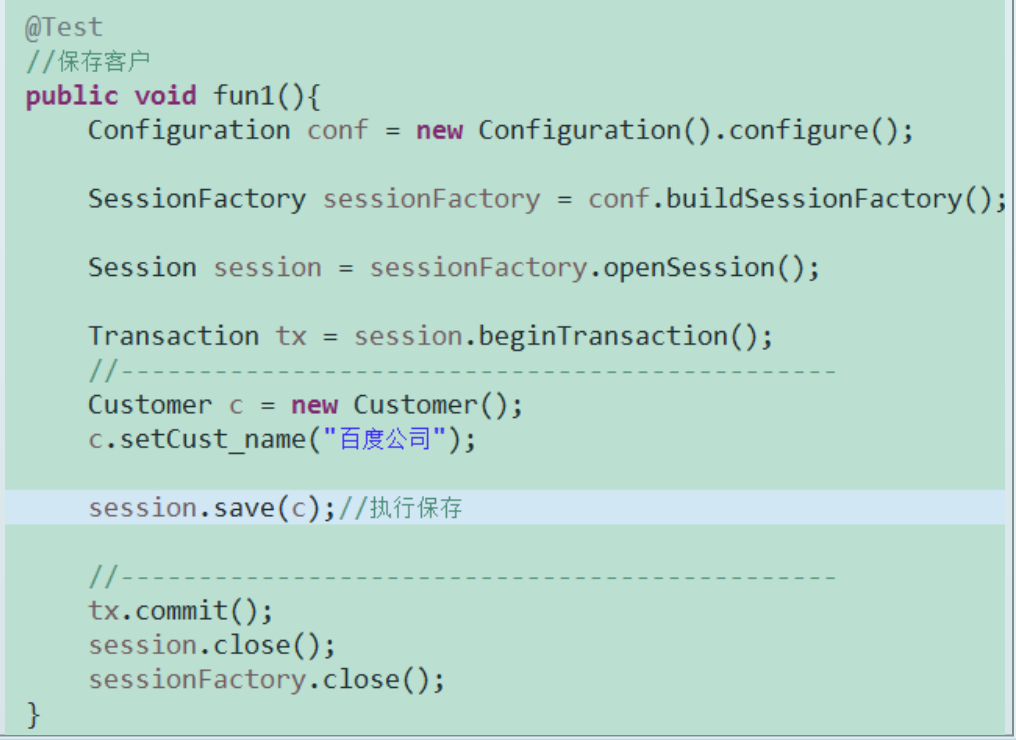 @Test
//保存客户
public void fun1(){
    Configuration conf = new Configuration().configure();
    SessionFactory sessionFactory = conf.buildSessionFactory();
    Session session = sessionFactory.openSession();
    Transaction tx = session.beginTransaction();
    //----------------------------------------------
    Customer c = new Customer();
    c.setCust_name("百度公司");
    session.save(c);//执行保存
    //----------------------------------------------
    tx.commit();
    session.close();
    sessionFactory.close();
}